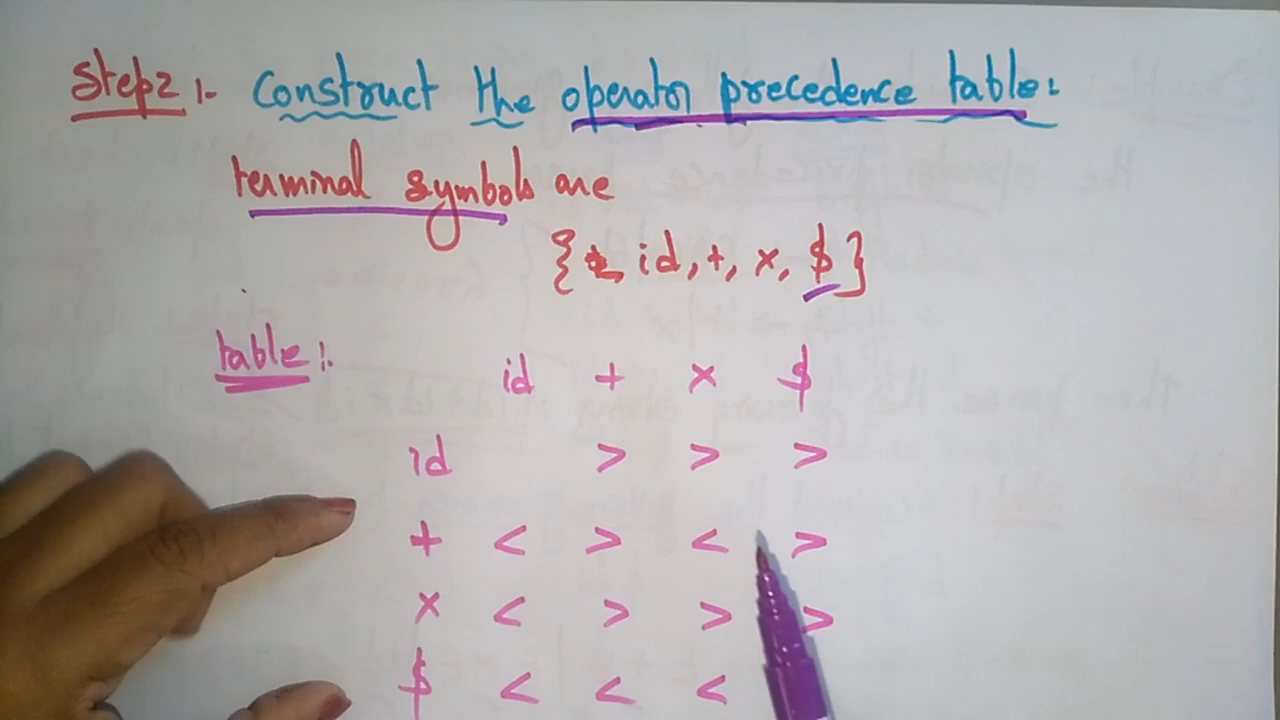 Step2:- Construct the operator precedence table:
terminal symbols are
{ id, +, x, $ }
table:-
id + x $
id > > >
+ < > < >
x < > > >
$ < < <